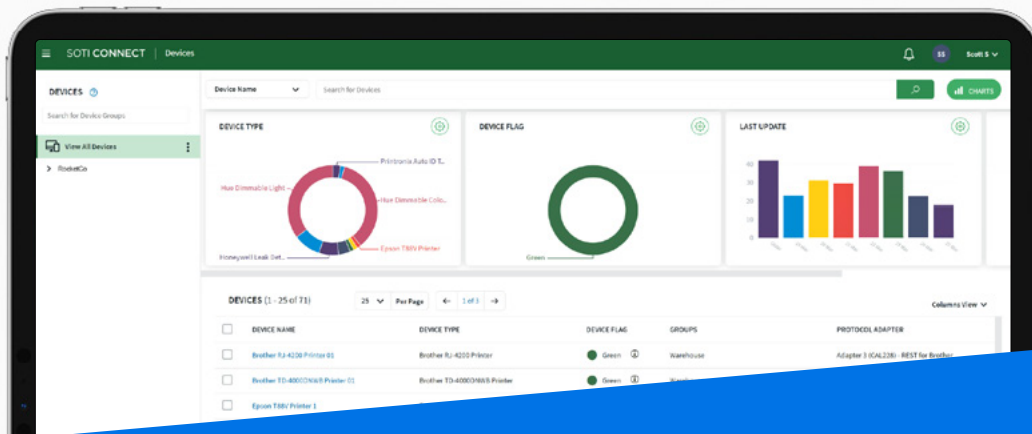 SOTI CONNECT | Devices
SS
Scott S
DEVICES
Search for Device Groups
View All Devices
RocketCo
Device Name
Search for Devices
CHARTS
DEVICE TYPE
Printronix Auto ID T..
Hue Dimmable Light
Hue Dimmable Colo..
Epson T88V Printer
Honeywell Leak Det..
DEVICE FLAG
Green
LAST UPDATE
40
30
20
10
0
DEVICES (1 - 25 of 71)
25
Per Page
1 of 3
Columns View
DEVICE NAME
DEVICE TYPE
DEVICE FLAG
GROUPS
PROTOCOL ADAPTER
Brother RJ-4200 Printer 01
Brother RJ-4200 Printer
Green
Warehouse
Adapter 3 (CAL228) - REST for Brother
Brother TD-4000DNWB Printer 01
Brother TD-4000DNWB Printer
Green
Epson T88V Printer 1